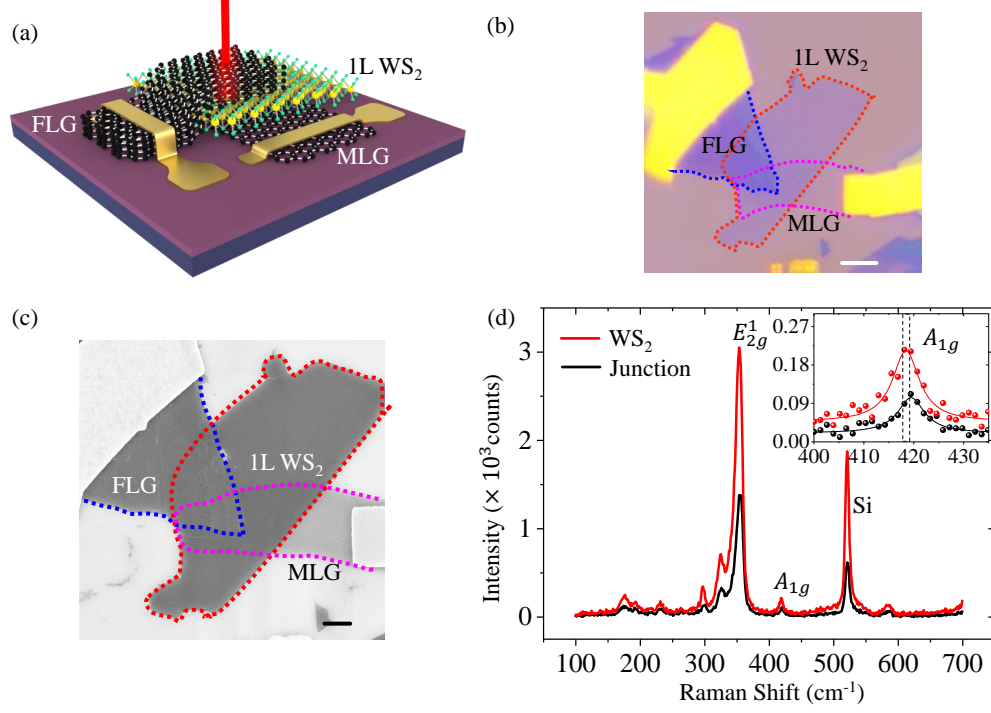 (a)
1L WS₂
FLG
MLG
(b)
1L WS₂
FLG
MLG
(c)
1L WS₂
FLG
MLG
(d)
WS₂
Junction
E¹₂g
A₁g
Si
A₁g
0.27
0.18
0.09
0.00
400 410 420 430
3
2
1
0
Intensity (× 10³ counts)
100 200 300 400 500 600 700
Raman Shift (cm⁻¹)